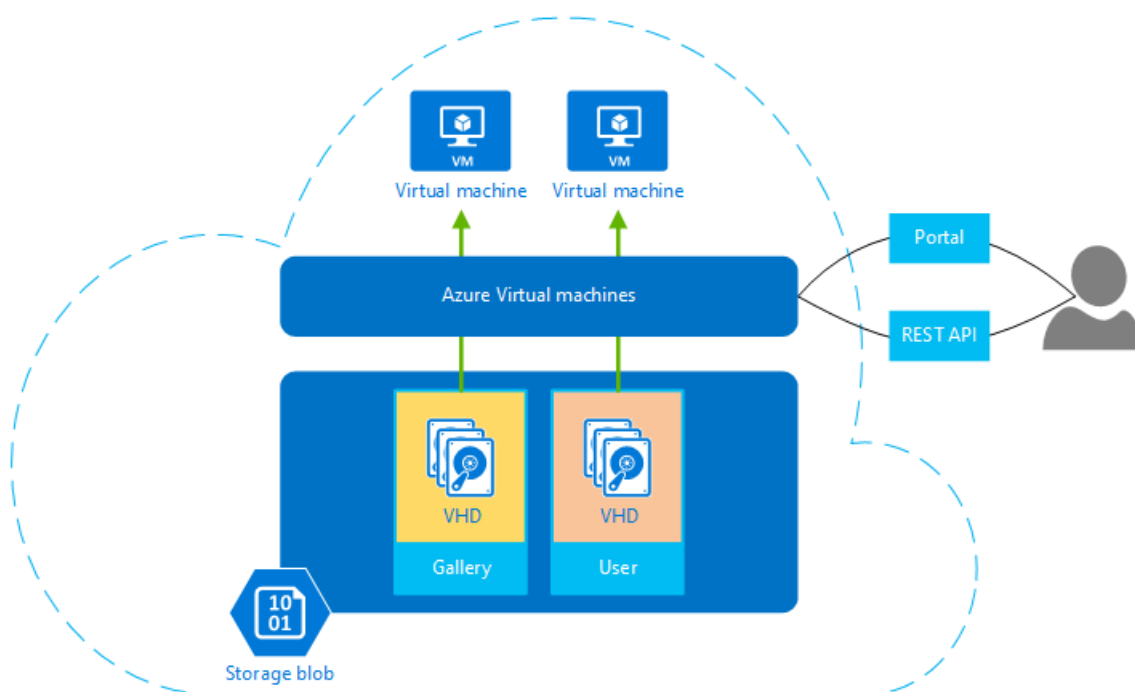 VM
VM
Virtual machine
Virtual machine
Portal
Azure Virtual machines
REST API
VHD
VHD
Gallery
User
10
01
Storage blob